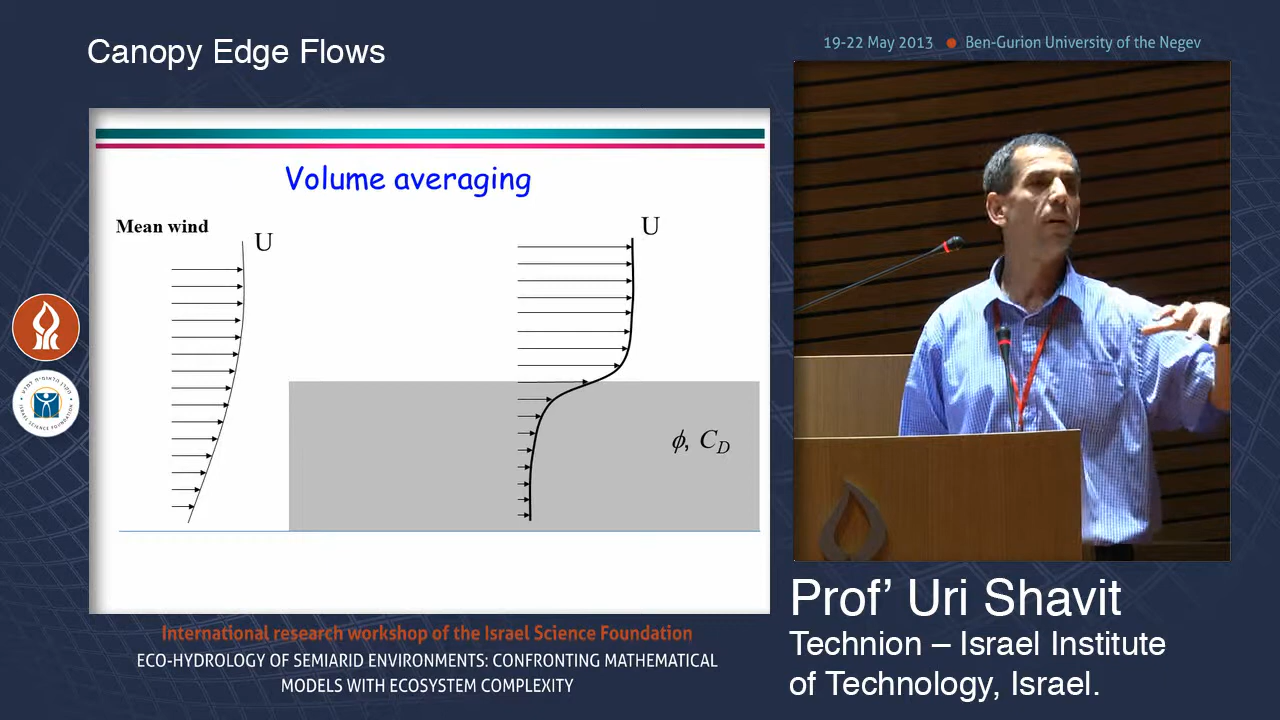 Canopy Edge Flows
19-22 May 2013 ● Ben-Gurion University of the Negev
Volume averaging
Mean wind
U
U
ϕ, C_D
International research workshop of the Israel Science Foundation
ECO-HYDROLOGY OF SEMIARID ENVIRONMENTS: CONFRONTING MATHEMATICAL
MODELS WITH ECOSYSTEM COMPLEXITY
Prof’ Uri Shavit
Technion – Israel Institute
of Technology, Israel.